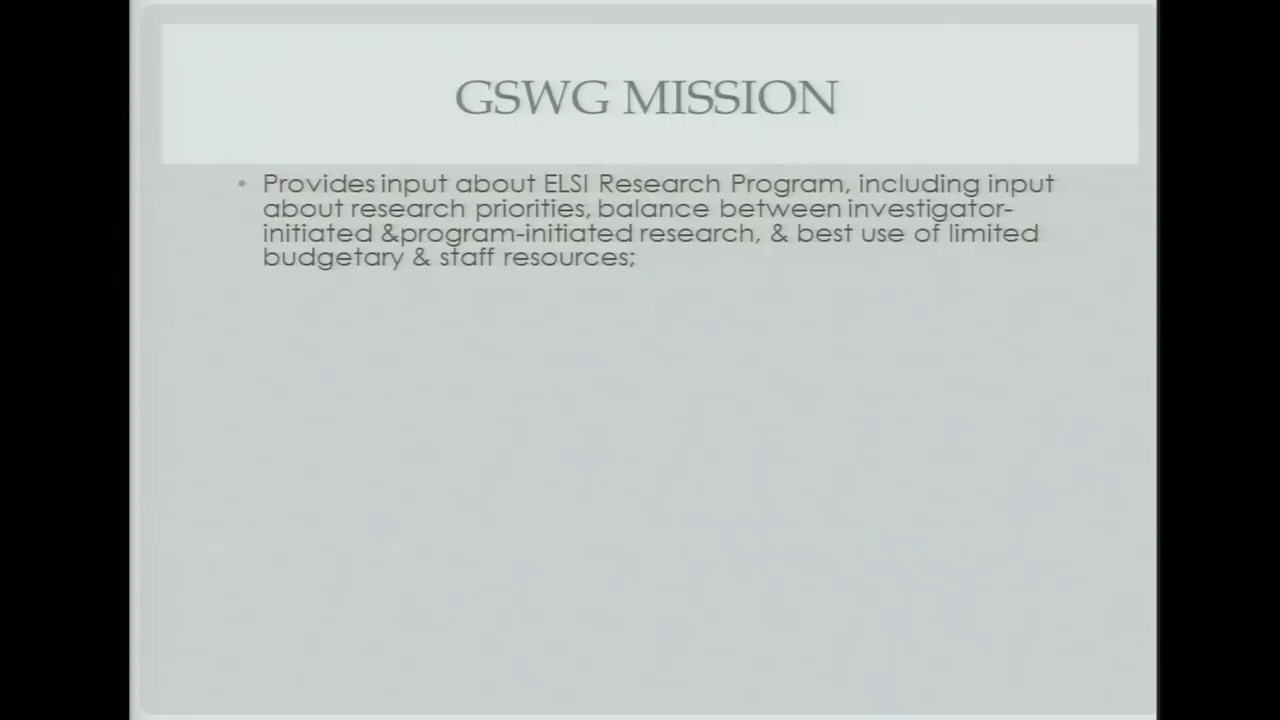 GSWG MISSION
• Provides input about ELSI Research Program, including input
about research priorities, balance between investigator-
initiated &program-initiated research, & best use of limited
budgetary & staff resources;